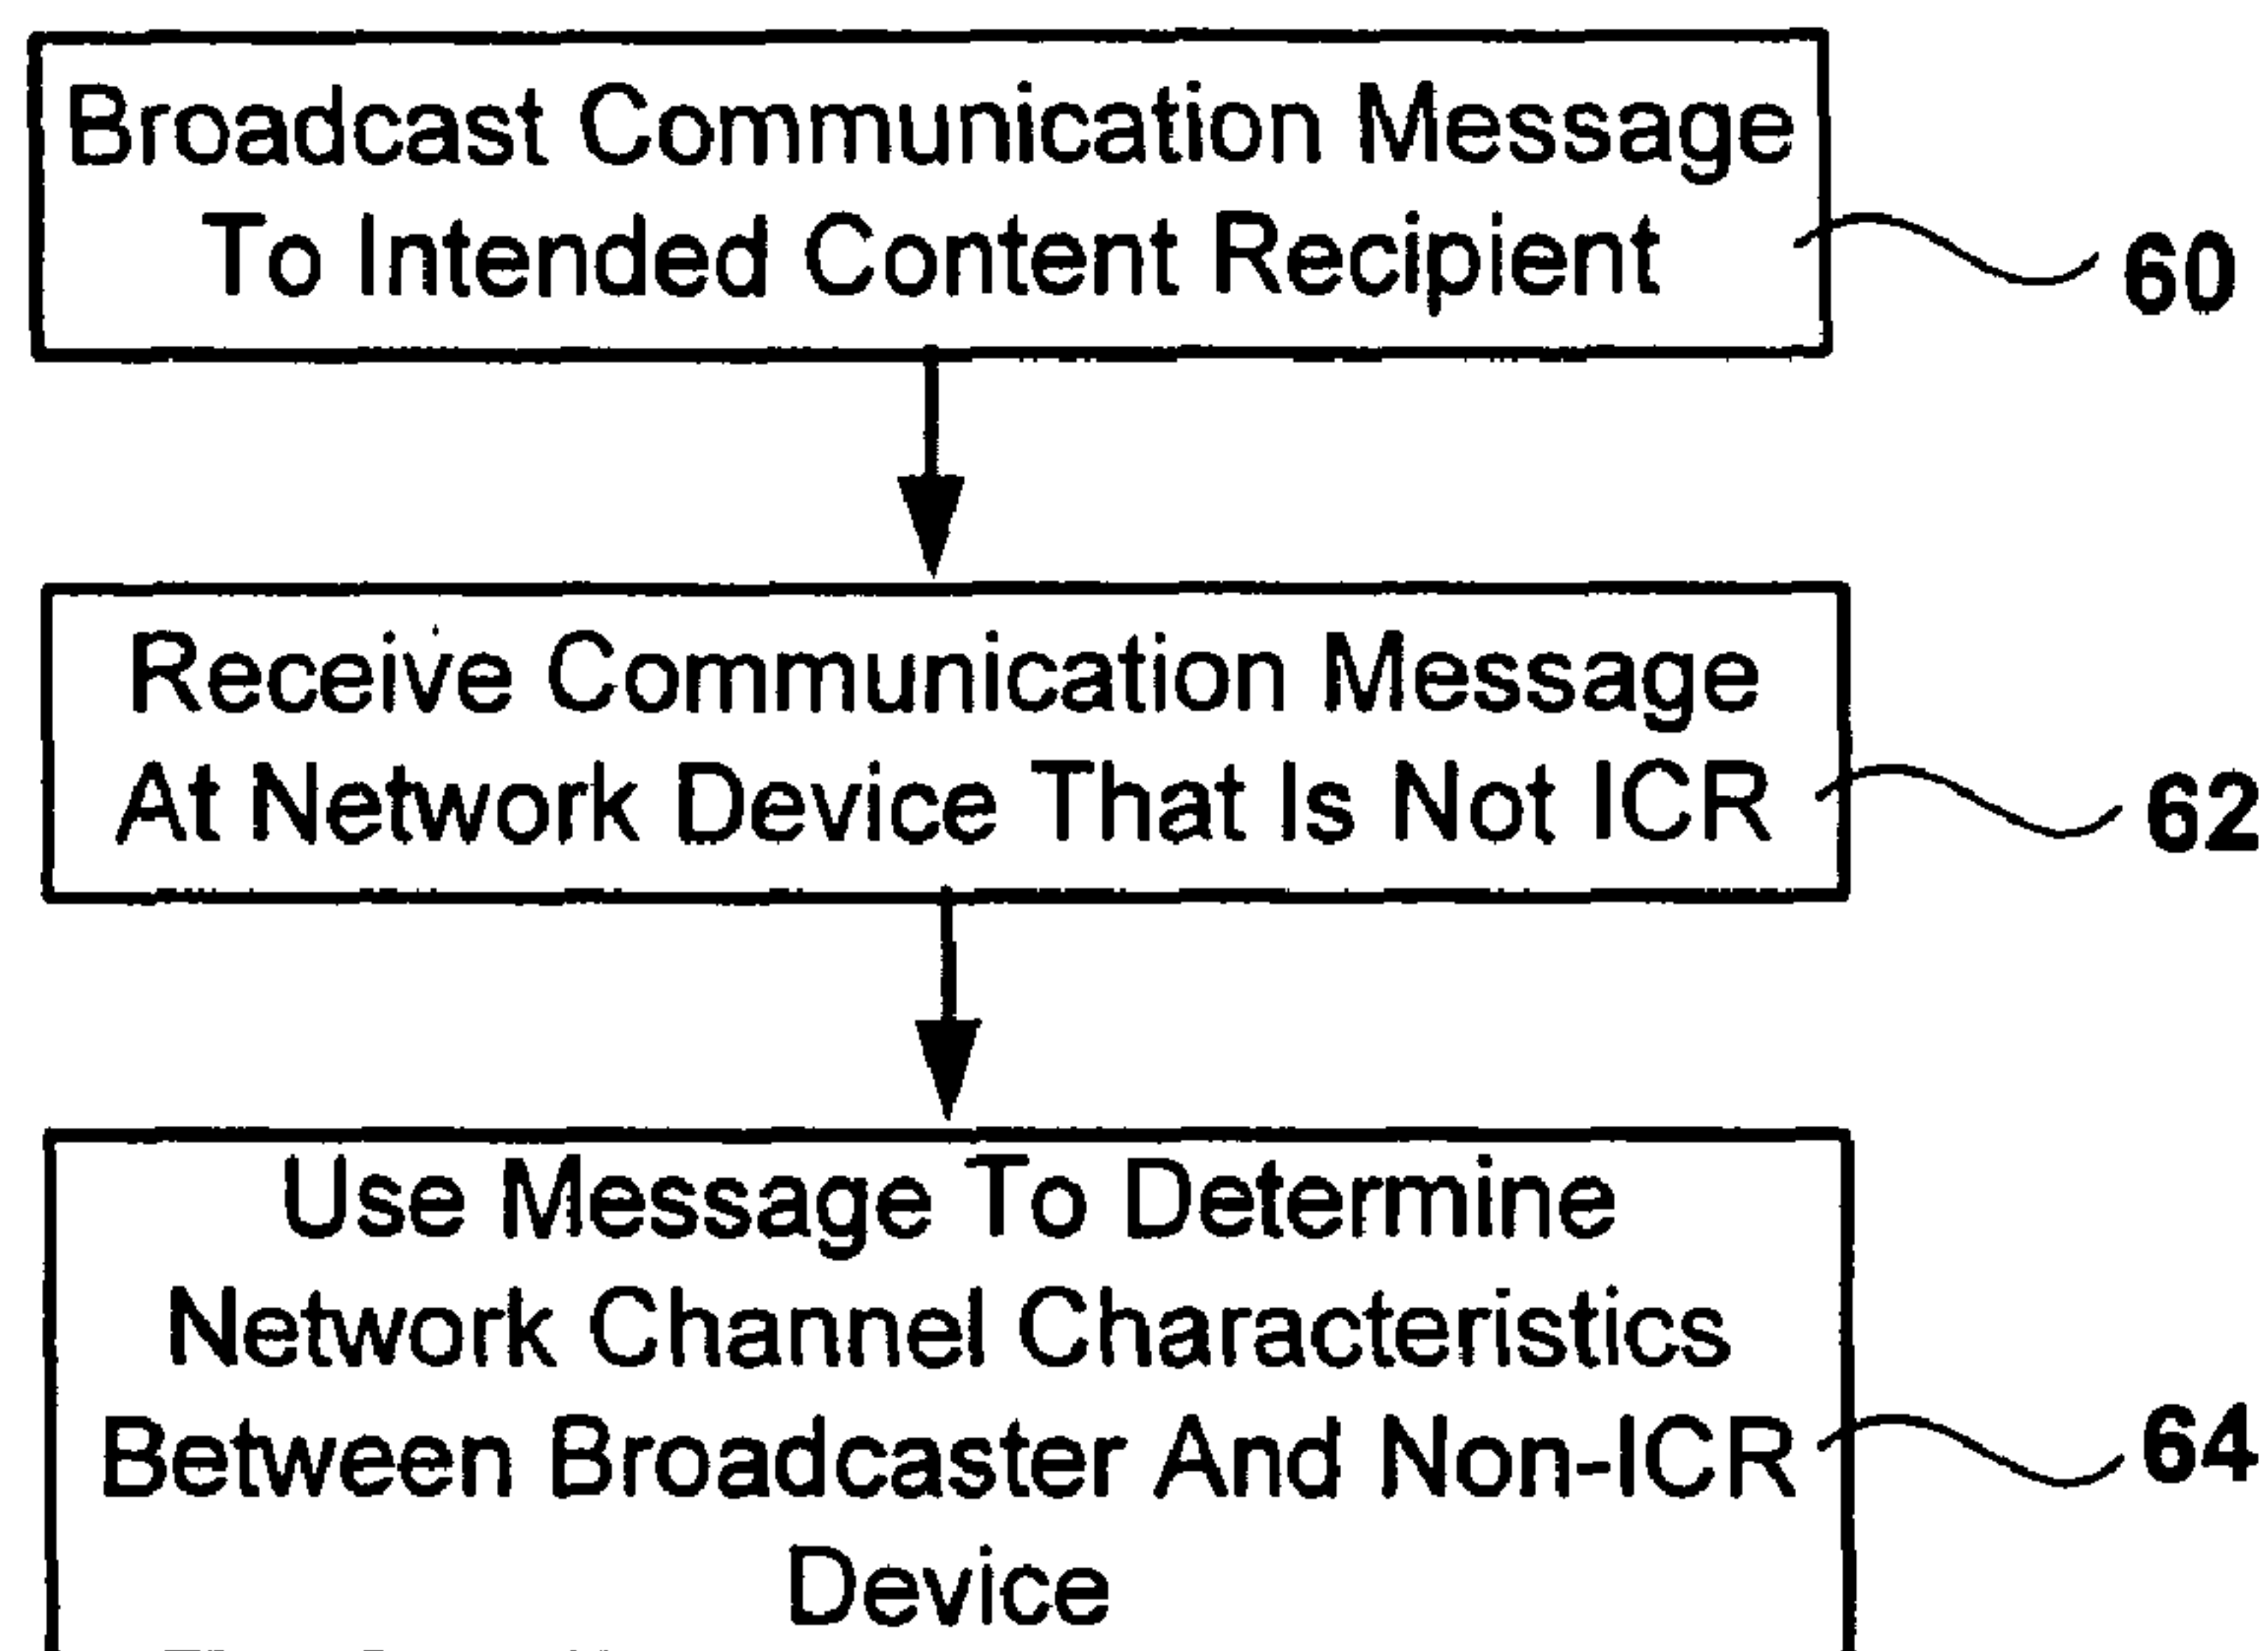 Broadcast Communication Message
To Intended Content Recipient
60
Receive Communication Message
At Network Device That Is Not ICR
62
Use Message To Determine
Network Channel Characteristics
Between Broadcaster And Non-ICR
64
Device